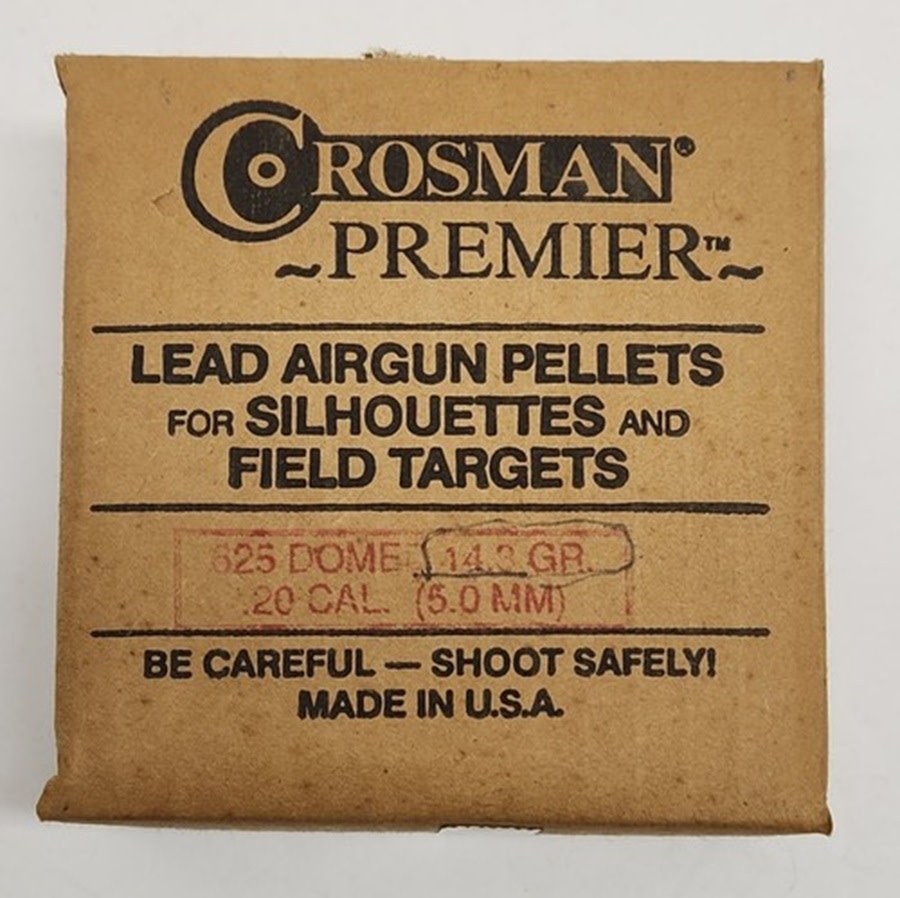 CROSMAN®
~PREMIER™~
LEAD AIRGUN PELLETS
FOR SILHOUETTES AND
FIELD TARGETS
625 DOME 14.3 GR.
.20 CAL. (5.0 MM)
BE CAREFUL — SHOOT SAFELY!
MADE IN U.S.A.